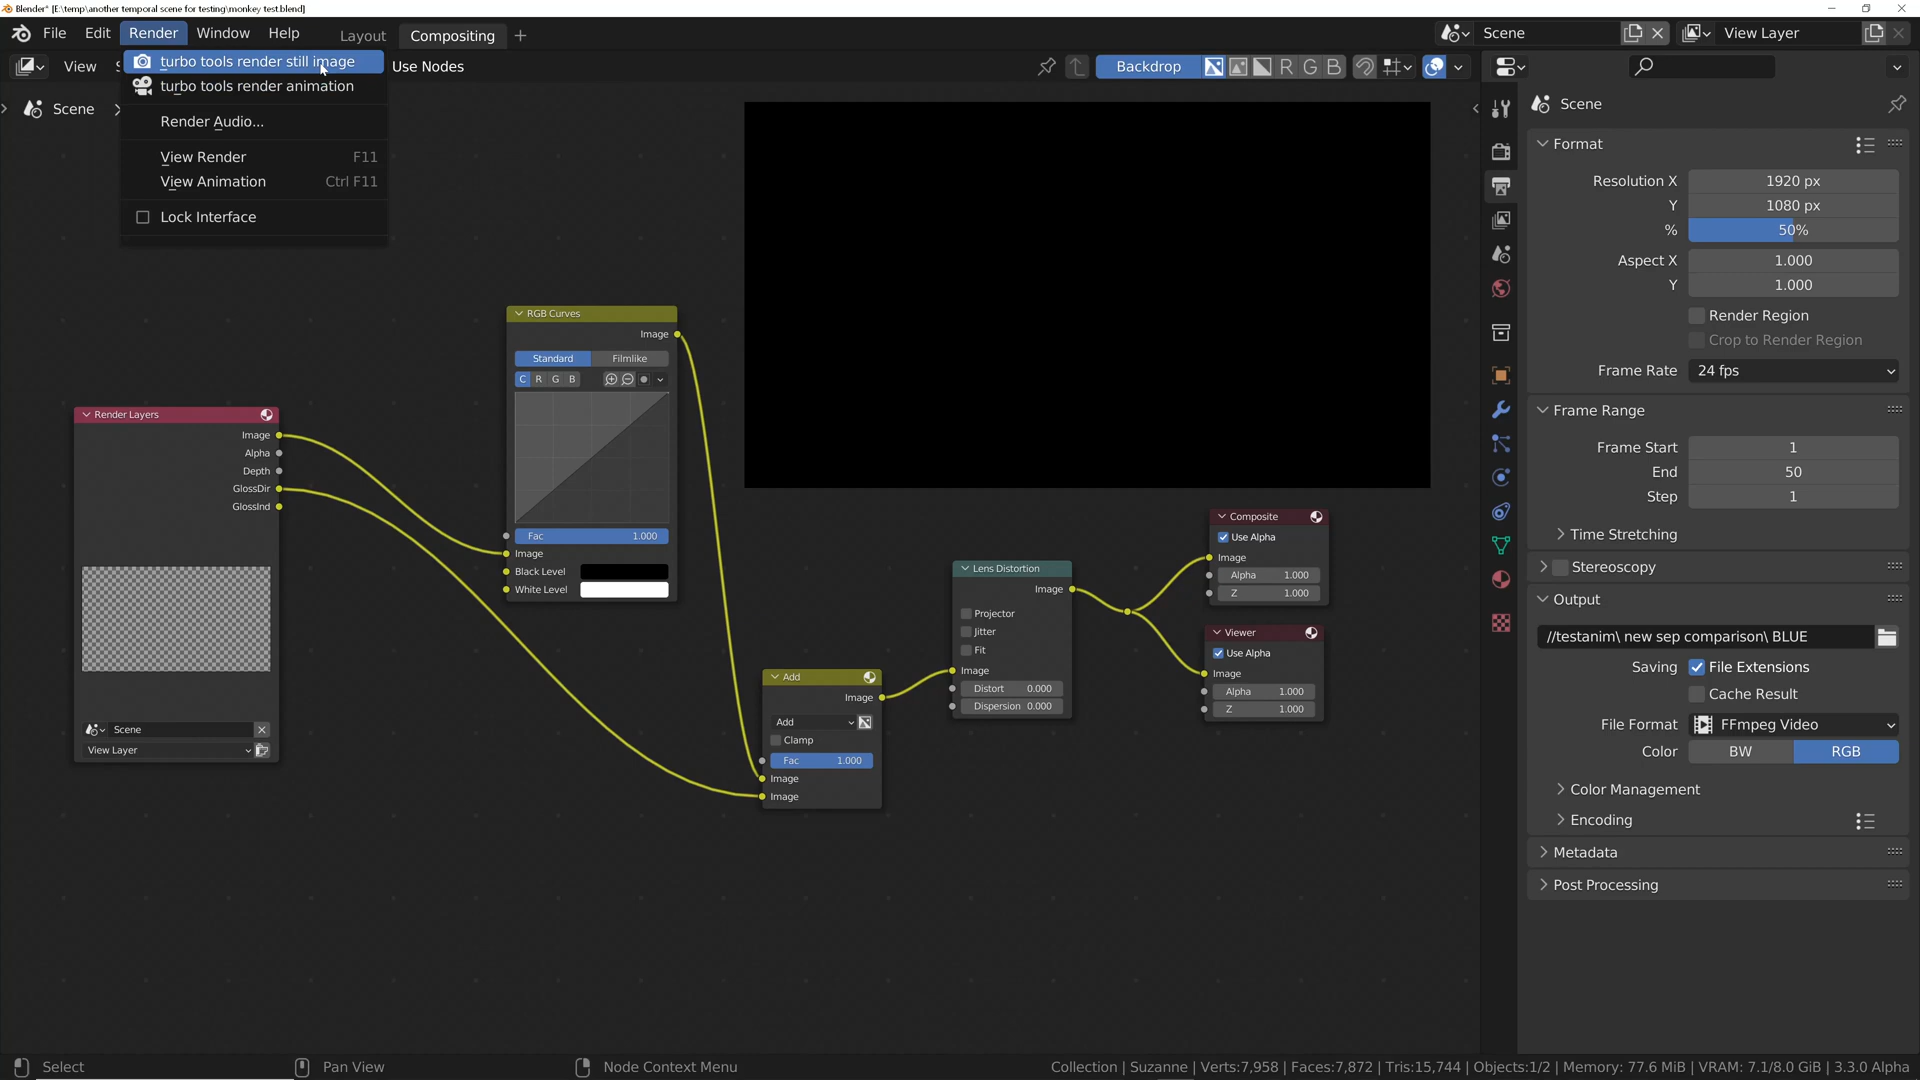 Blender* [E:\temp\another temporal scene for testing\monkey test.blend]
File Edit Render Window Help Layout Compositing + Scene View Layer
View Use Nodes Backdrop R G B
turbo tools render still image
turbo tools render animation
Render Audio...
View Render F11
View Animation Ctrl F11
Lock Interface
Scene
RGB Curves
Image
Standard Filmlike
C R G B
Fac 1.000
Image
Black Level
White Level
Render Layers
Image
Alpha
Depth
GlossDir
GlossInd
Scene
View Layer
Add
Image
Add
Clamp
Fac 1.000
Image
Image
Lens Distortion
Image
Projector
Jitter
Fit
Image
Distort 0.000
Dispersion 0.000
Composite
Use Alpha
Image
Alpha 1.000
Z 1.000
Viewer
Use Alpha
Image
Alpha 1.000
Z 1.000
Scene
Format
Resolution X 1920 px
Y 1080 px
% 50%
Aspect X 1.000
Y 1.000
Render Region
Crop to Render Region
Frame Rate 24 fps
Frame Range
Frame Start 1
End 50
Step 1
Time Stretching
Stereoscopy
Output
//testanim\ new sep comparison\ BLUE
Saving File Extensions
Cache Result
File Format FFmpeg Video
Color BW RGB
Color Management
Encoding
Metadata
Post Processing
Select Pan View Node Context Menu Collection | Suzanne | Verts:7,958 | Faces:7,872 | Tris:15,744 | Objects:1/2 | Memory: 77.6 MiB | VRAM: 7.1/8.0 GiB | 3.3.0 Alpha